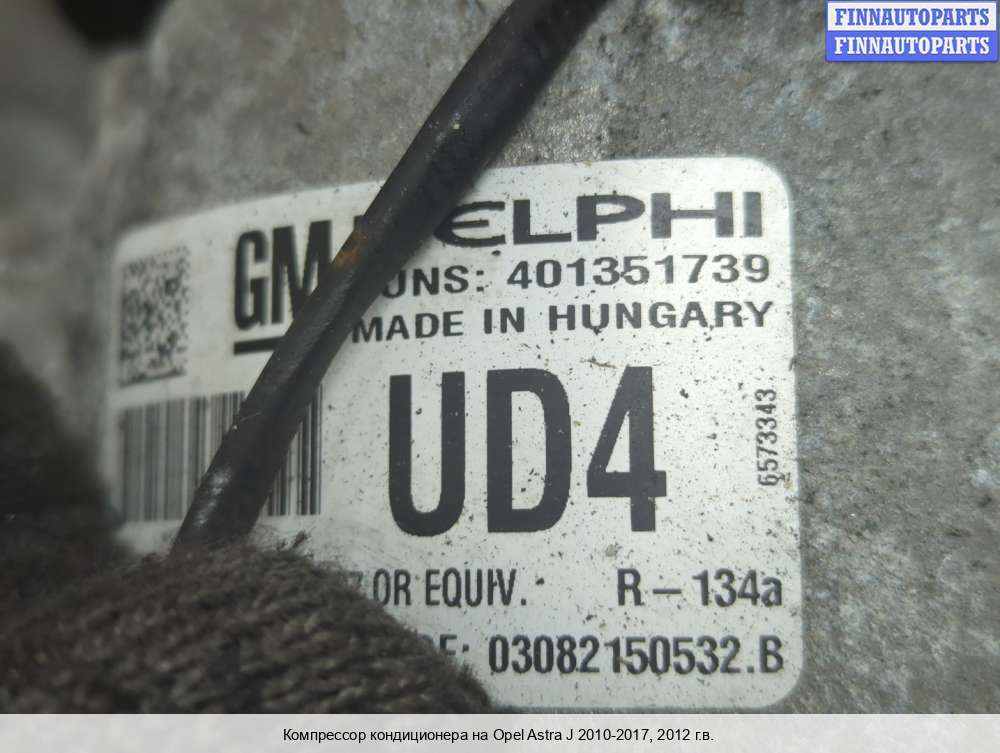 FINNAUTOPARTS
FINNAUTOPARTS
GM
ELPHI
UNS: 401351739
MADE IN HUNGARY
UD4
6573343
OR EQUIV. R-134a
03082150532.B
Компрессор кондиционера на Opel Astra J 2010-2017, 2012 г.в.